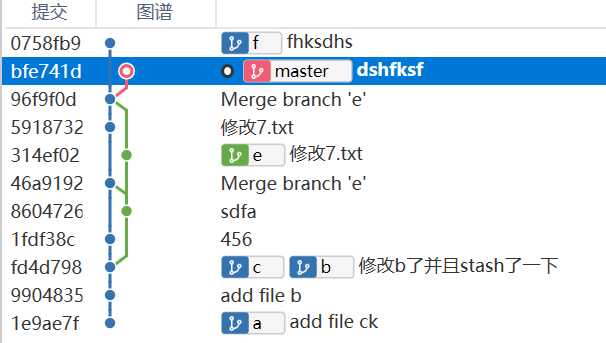 提交 图谱
0758fb9 f fhksdhs
bfe741d master dshfksf
96f9f0d Merge branch 'e'
5918732 修改7.txt
314ef02 e 修改7.txt
46a9192 Merge branch 'e'
8604726 sdfa
1fdf38c 456
fd4d798 c b 修改b了并且stash了一下
9904835 add file b
1e9ae7f a add file ck